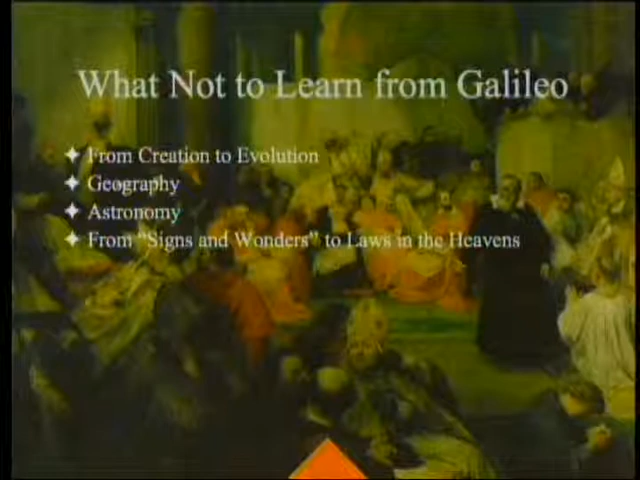 What Not to Learn from Galileo
From Creation to Evolution
Geography
Astronomy
From “Signs and Wonders” to Laws in the Heavens